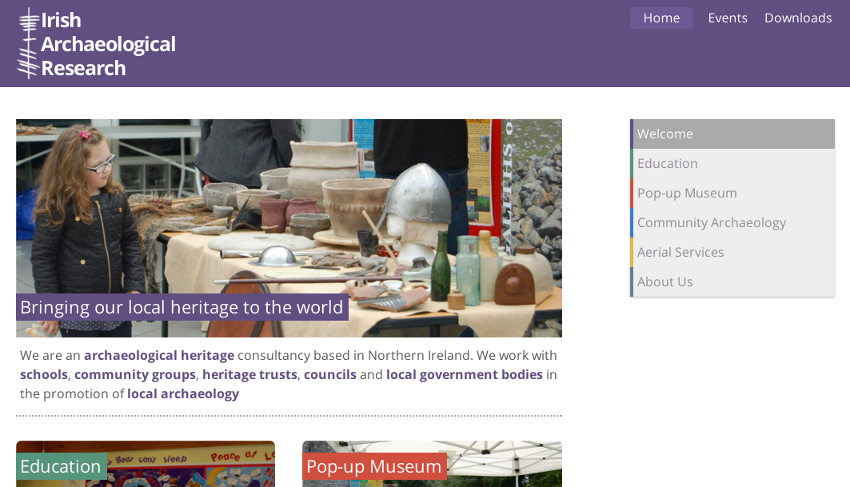 Irish
Archaeological
Research
Home Events Downloads
Bringing our local heritage to the world
We are an archaeological heritage consultancy based in Northern Ireland. We work with
schools, community groups, heritage trusts, councils and local government bodies in
the promotion of local archaeology
Welcome
Education
Pop-up Museum
Community Archaeology
Aerial Services
About Us
Education
Bear can't sleep
Peace at
Pop-up Museum